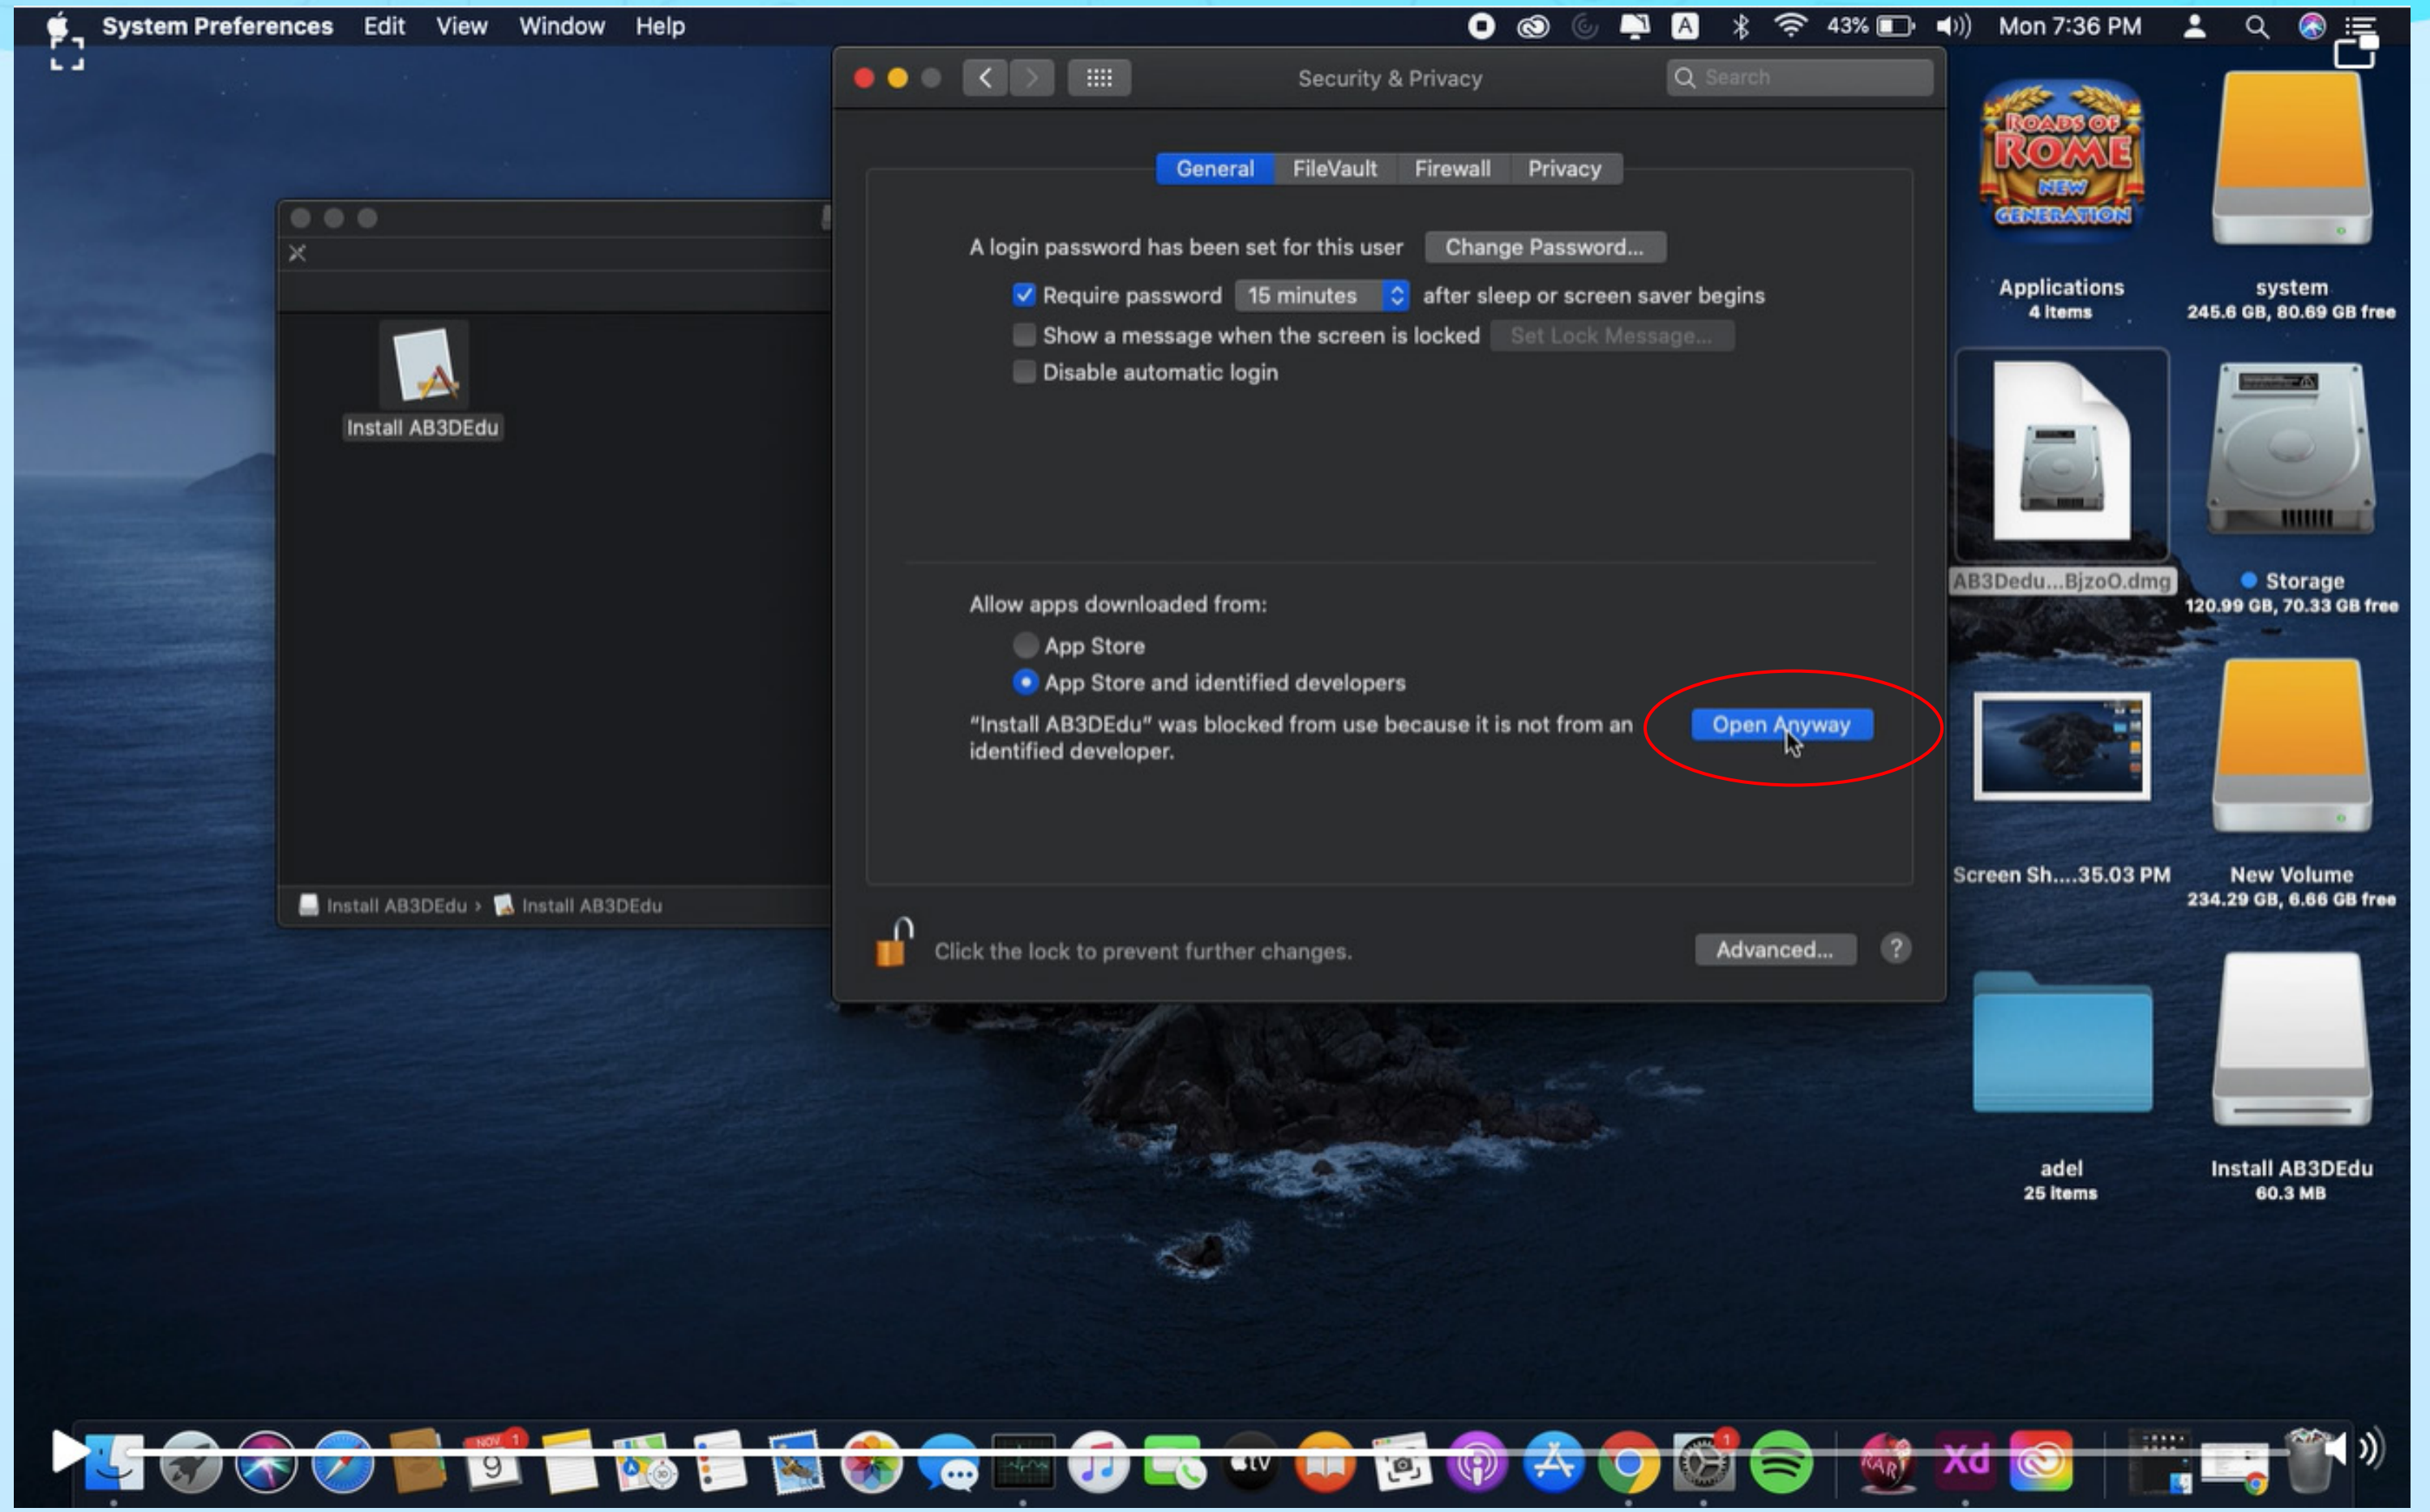 System Preferences Edit View Window Help
A 43% Mon 7:36 PM
Security & Privacy
Search
General FileVault Firewall Privacy
A login password has been set for this user Change Password...
Require password 15 minutes after sleep or screen saver begins
Show a message when the screen is locked Set Lock Message...
Disable automatic login
Allow apps downloaded from:
App Store
App Store and identified developers
“Install AB3DEdu” was blocked from use because it is not from an Open Anyway
identified developer.
Click the lock to prevent further changes. Advanced... ?
Install AB3DEdu
Install AB3DEdu › Install AB3DEdu
ROADS OF
ROME
NEW
GENERATION
Applications
4 items
system
245.6 GB, 80.69 GB free
AB3Dedu...BjzoO.dmg
Storage
120.99 GB, 70.33 GB free
Screen Sh....35.03 PM
New Volume
234.29 GB, 6.66 GB free
adel
25 items
Install AB3DEdu
60.3 MB
NOV 1
9
tv
1
RAR
Xd